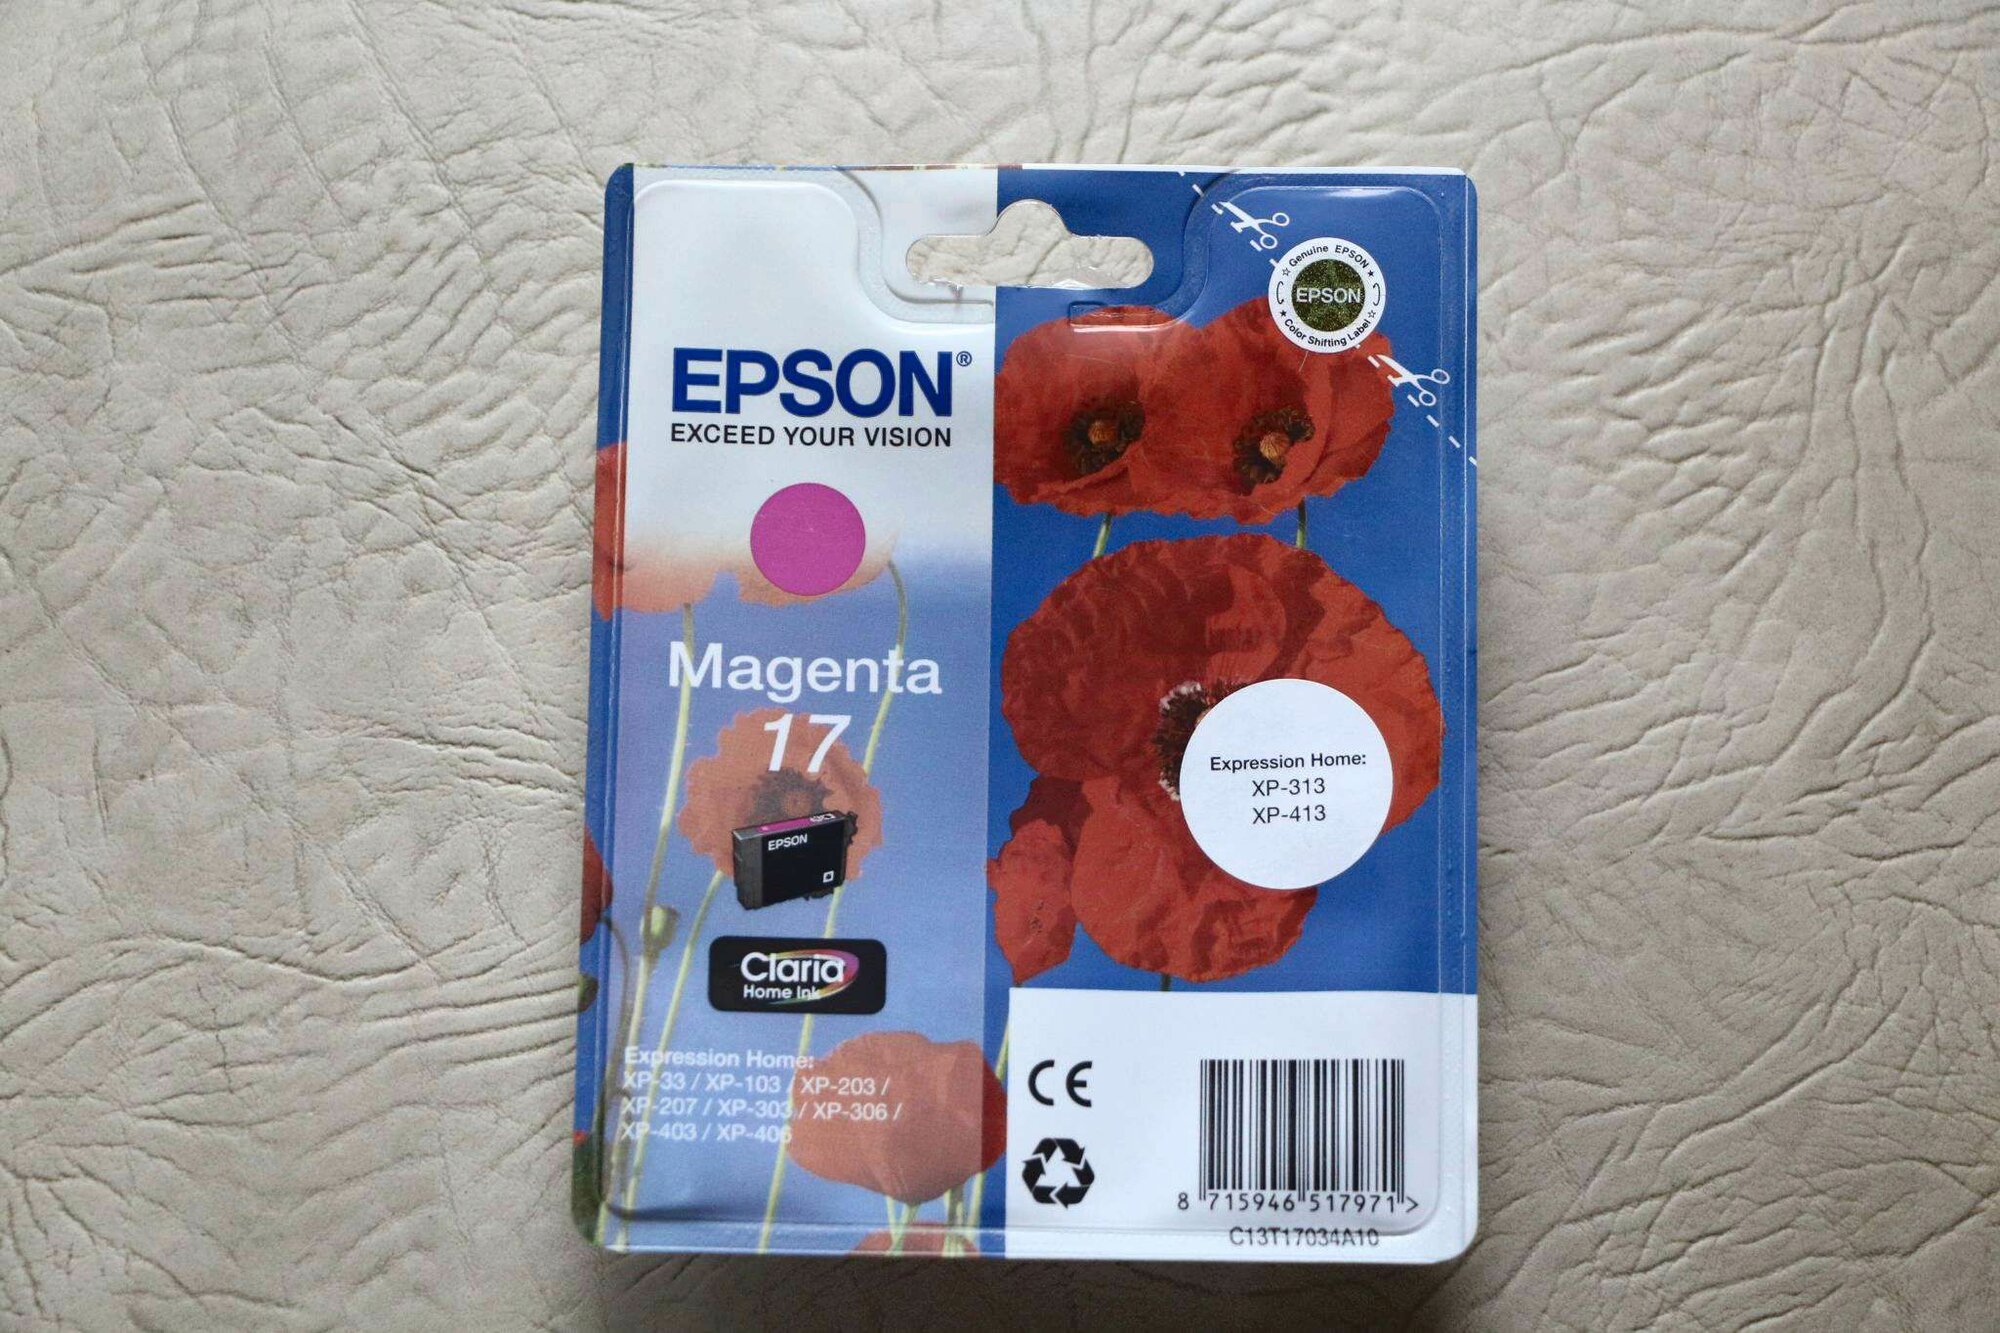 EPSON®
EXCEED YOUR VISION
Magenta
17
EPSON
Claria
Home Ink
Expression Home:
XP-33 / XP-103 / XP-203 /
XP-207 / XP-303 / XP-306 /
XP-403 / XP-406
Genuine EPSON
EPSON
Color Shifting Label
Expression Home:
XP-313
XP-413
CE
8 715946 517971 >
C13T17034A10